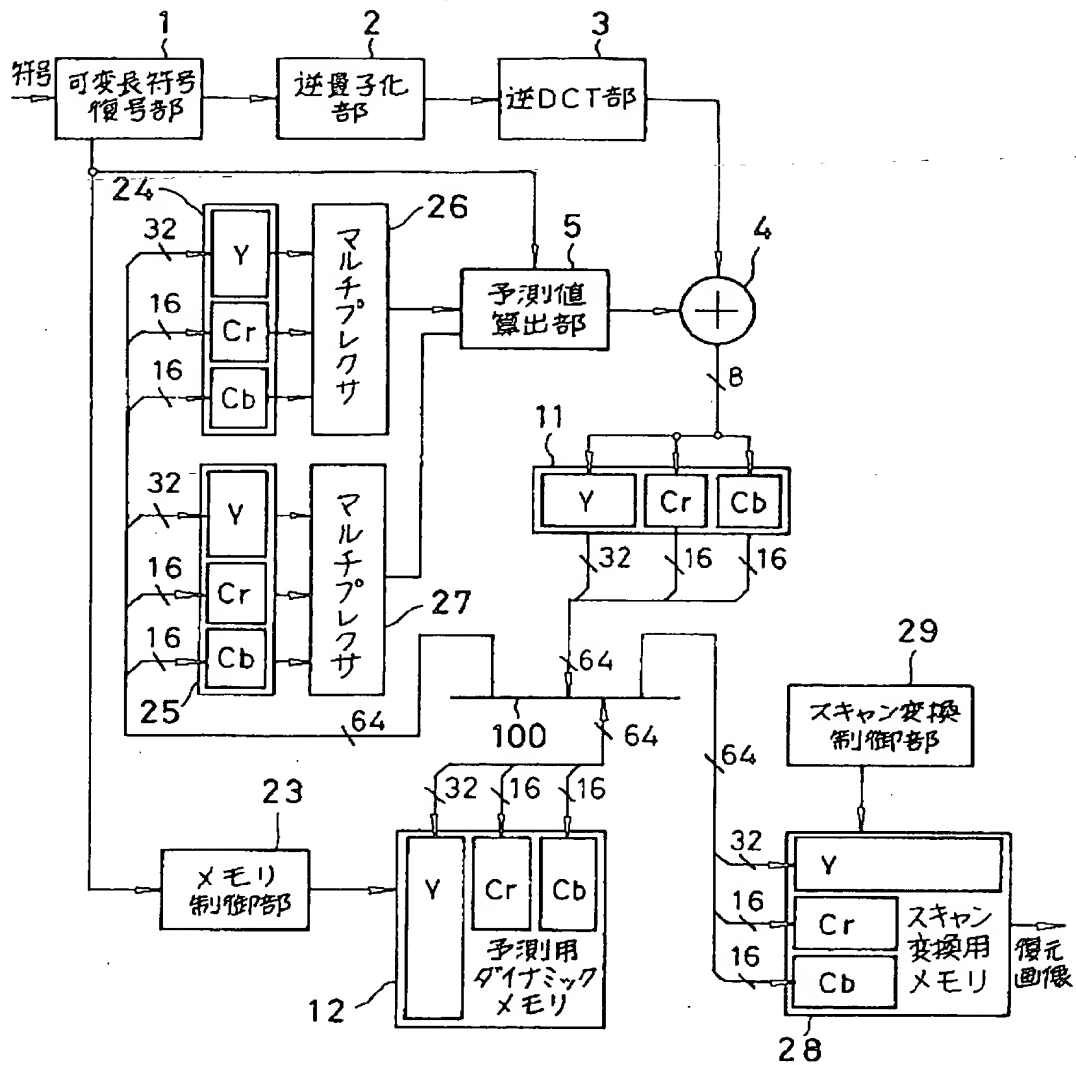 1
2
3
符号
可変長符号
復号部
逆量子化
部
逆DCT部
24
26
5
4
32
Y
16
Cr
16
Cb
マルチプレクサ
予測値
算出部
8
11
Y
Cr
Cb
32
16
16
32
Y
16
Cr
16
Cb
マルチプレクサ
27
25
64
64
100
64
29
スキャン変換
制御部
64
23
32
16
16
メモリ
制御部
Y
Cr
Cb
予測用
ダイナミック
メモリ
12
32
Y
16
Cr
16
Cb
スキャン
変換用
メモリ
復元
画像
28